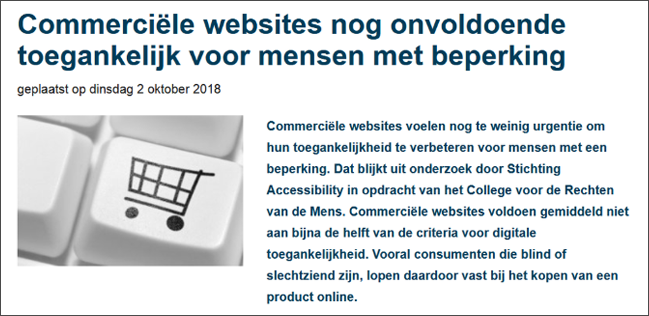 Commerciële websites nog onvoldoende
toegankelijk voor mensen met beperking
geplaatst op dinsdag 2 oktober 2018
Commerciële websites voelen nog te weinig urgentie om
hun toegankelijkheid te verbeteren voor mensen met een
beperking. Dat blijkt uit onderzoek door Stichting
Accessibility in opdracht van het College voor de Rechten
van de Mens. Commerciële websites voldoen gemiddeld niet
aan bijna de helft van de criteria voor digitale
toegankelijkheid. Vooral consumenten die blind of
slechtziend zijn, lopen daardoor vast bij het kopen van een
product online.